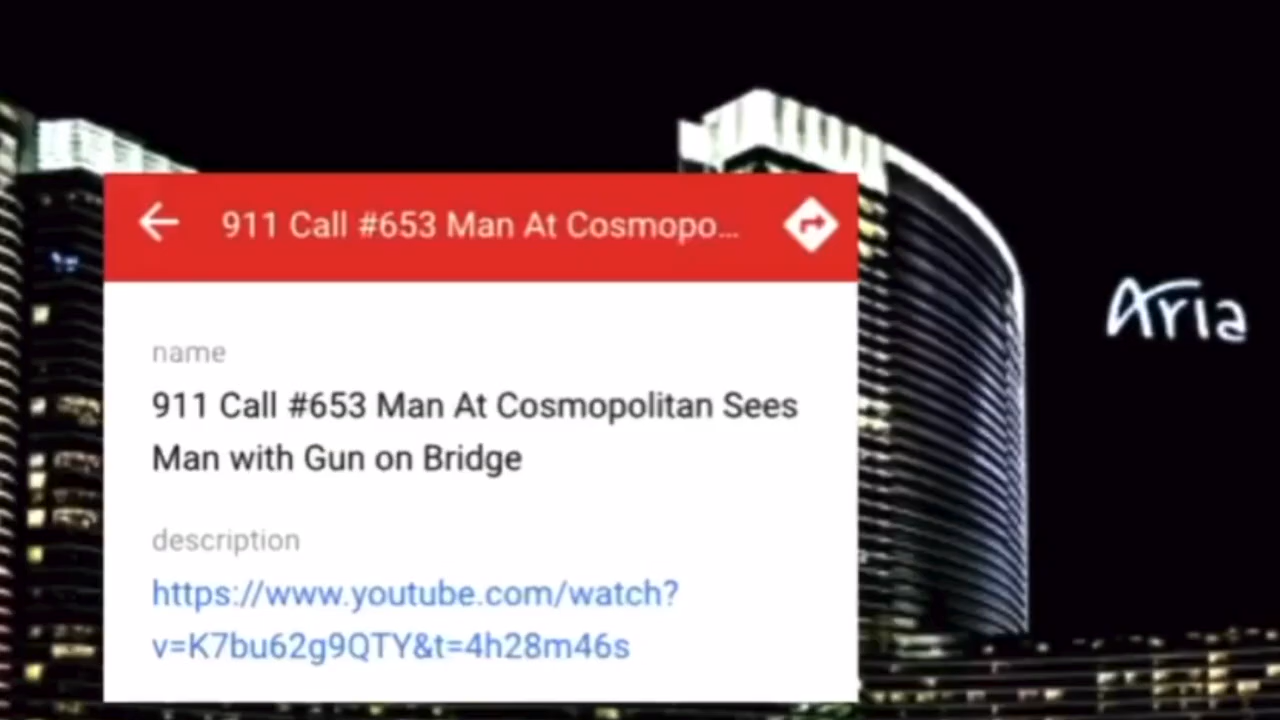 911 Call #653 Man At Cosmopo...
name
911 Call #653 Man At Cosmopolitan Sees
Man with Gun on Bridge
description
https://www.youtube.com/watch?
v=K7bu62g9QTY&t=4h28m46s
Aria